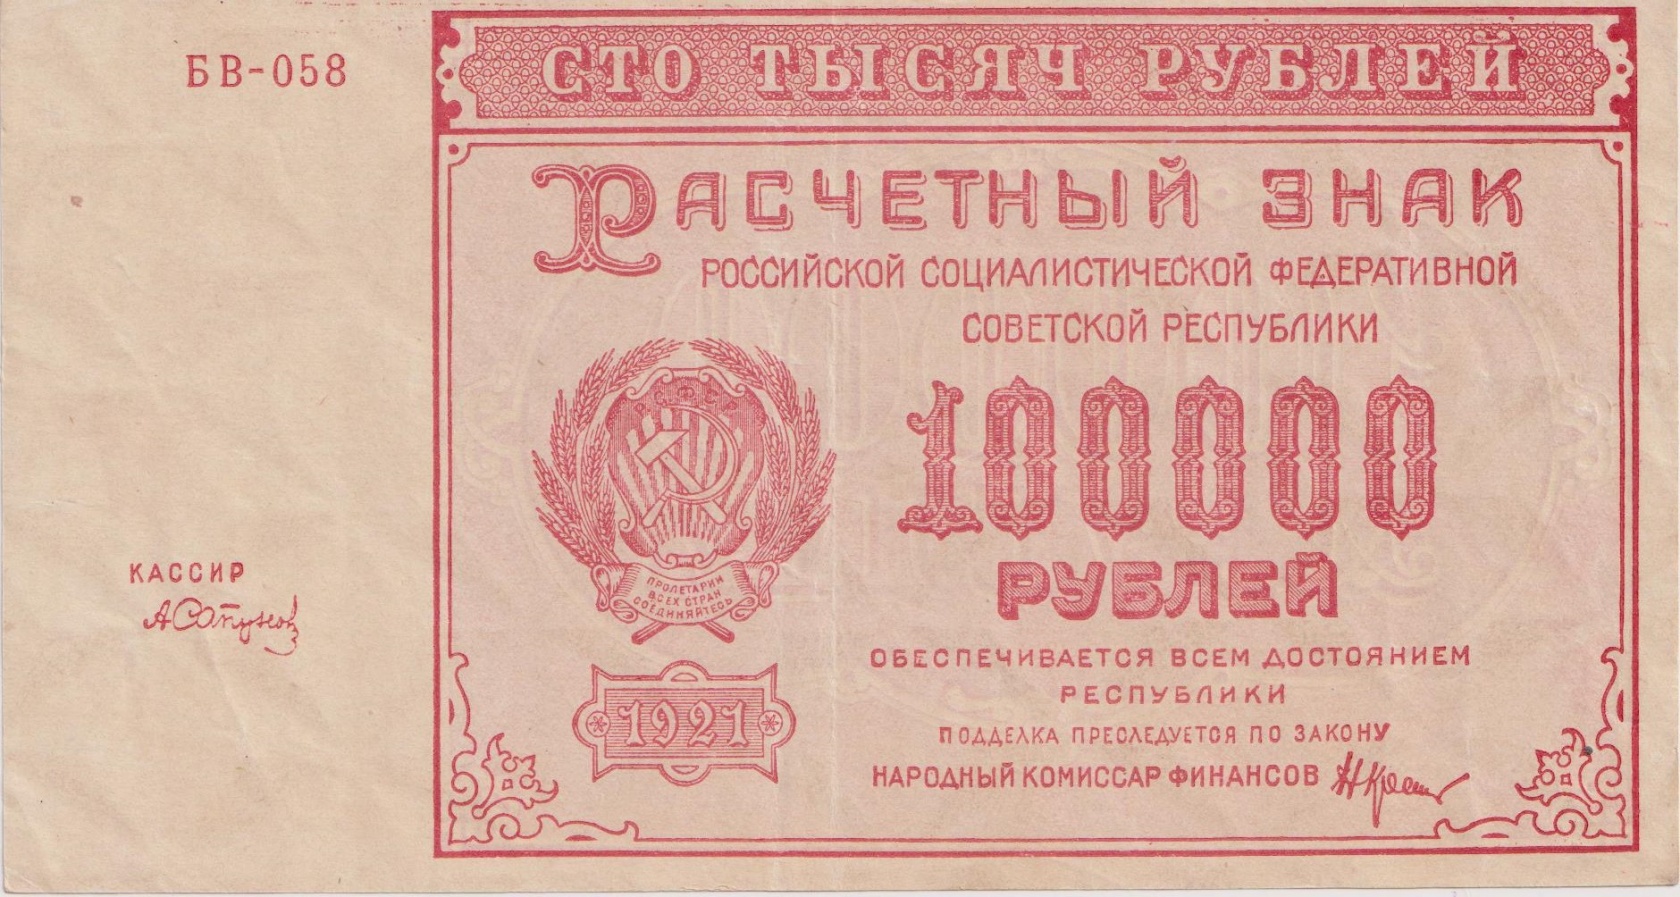 БВ-058
СТО ТЫСЯЧ РУБЛЕЙ
РАСЧЕТНЫЙ ЗНАК
РОССИЙСКОЙ СОЦИАЛИСТИЧЕСКОЙ ФЕДЕРАТИВНОЙ
СОВЕТСКОЙ РЕСПУБЛИКИ
РСФСР
100000
РУБЛЕЙ
КАССИР
ПРОЛЕТАРИИ
ВСЕХ СТРАН
СОЕДИНЯЙТЕСЬ
1921
ОБЕСПЕЧИВАЕТСЯ ВСЕМ ДОСТОЯНИЕМ
РЕСПУБЛИКИ
ПОДДЕЛКА ПРЕСЛЕДУЕТСЯ ПО ЗАКОНУ
НАРОДНЫЙ КОМИССАР ФИНАНСОВ